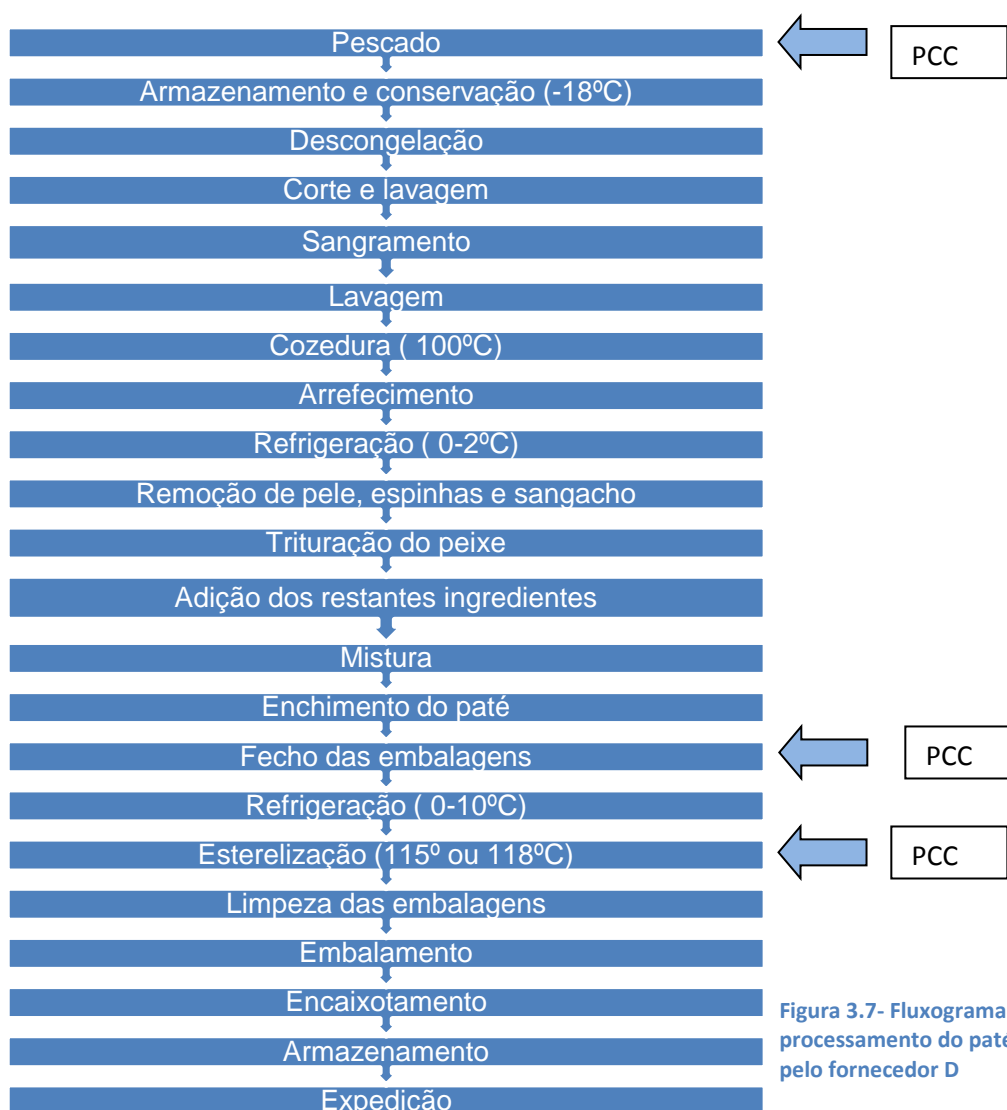 Pescado
PCC
Armazenamento e conservação (-18ºC)
Descongelação
Corte e lavagem
Sangramento
Lavagem
Cozedura ( 100ºC)
Arrefecimento
Refrigeração ( 0-2ºC)
Remoção de pele, espinhas e sangacho
Trituração do peixe
Adição dos restantes ingredientes
Mistura
Enchimento do paté
Fecho das embalagens
PCC
Refrigeração ( 0-10ºC)
Esterelização (115º ou 118ºC)
PCC
Limpeza das embalagens
Embalamento
Encaixotamento
Armazenamento
Expedição
Figura 3.7- Fluxograma
processamento do paté
pelo fornecedor D